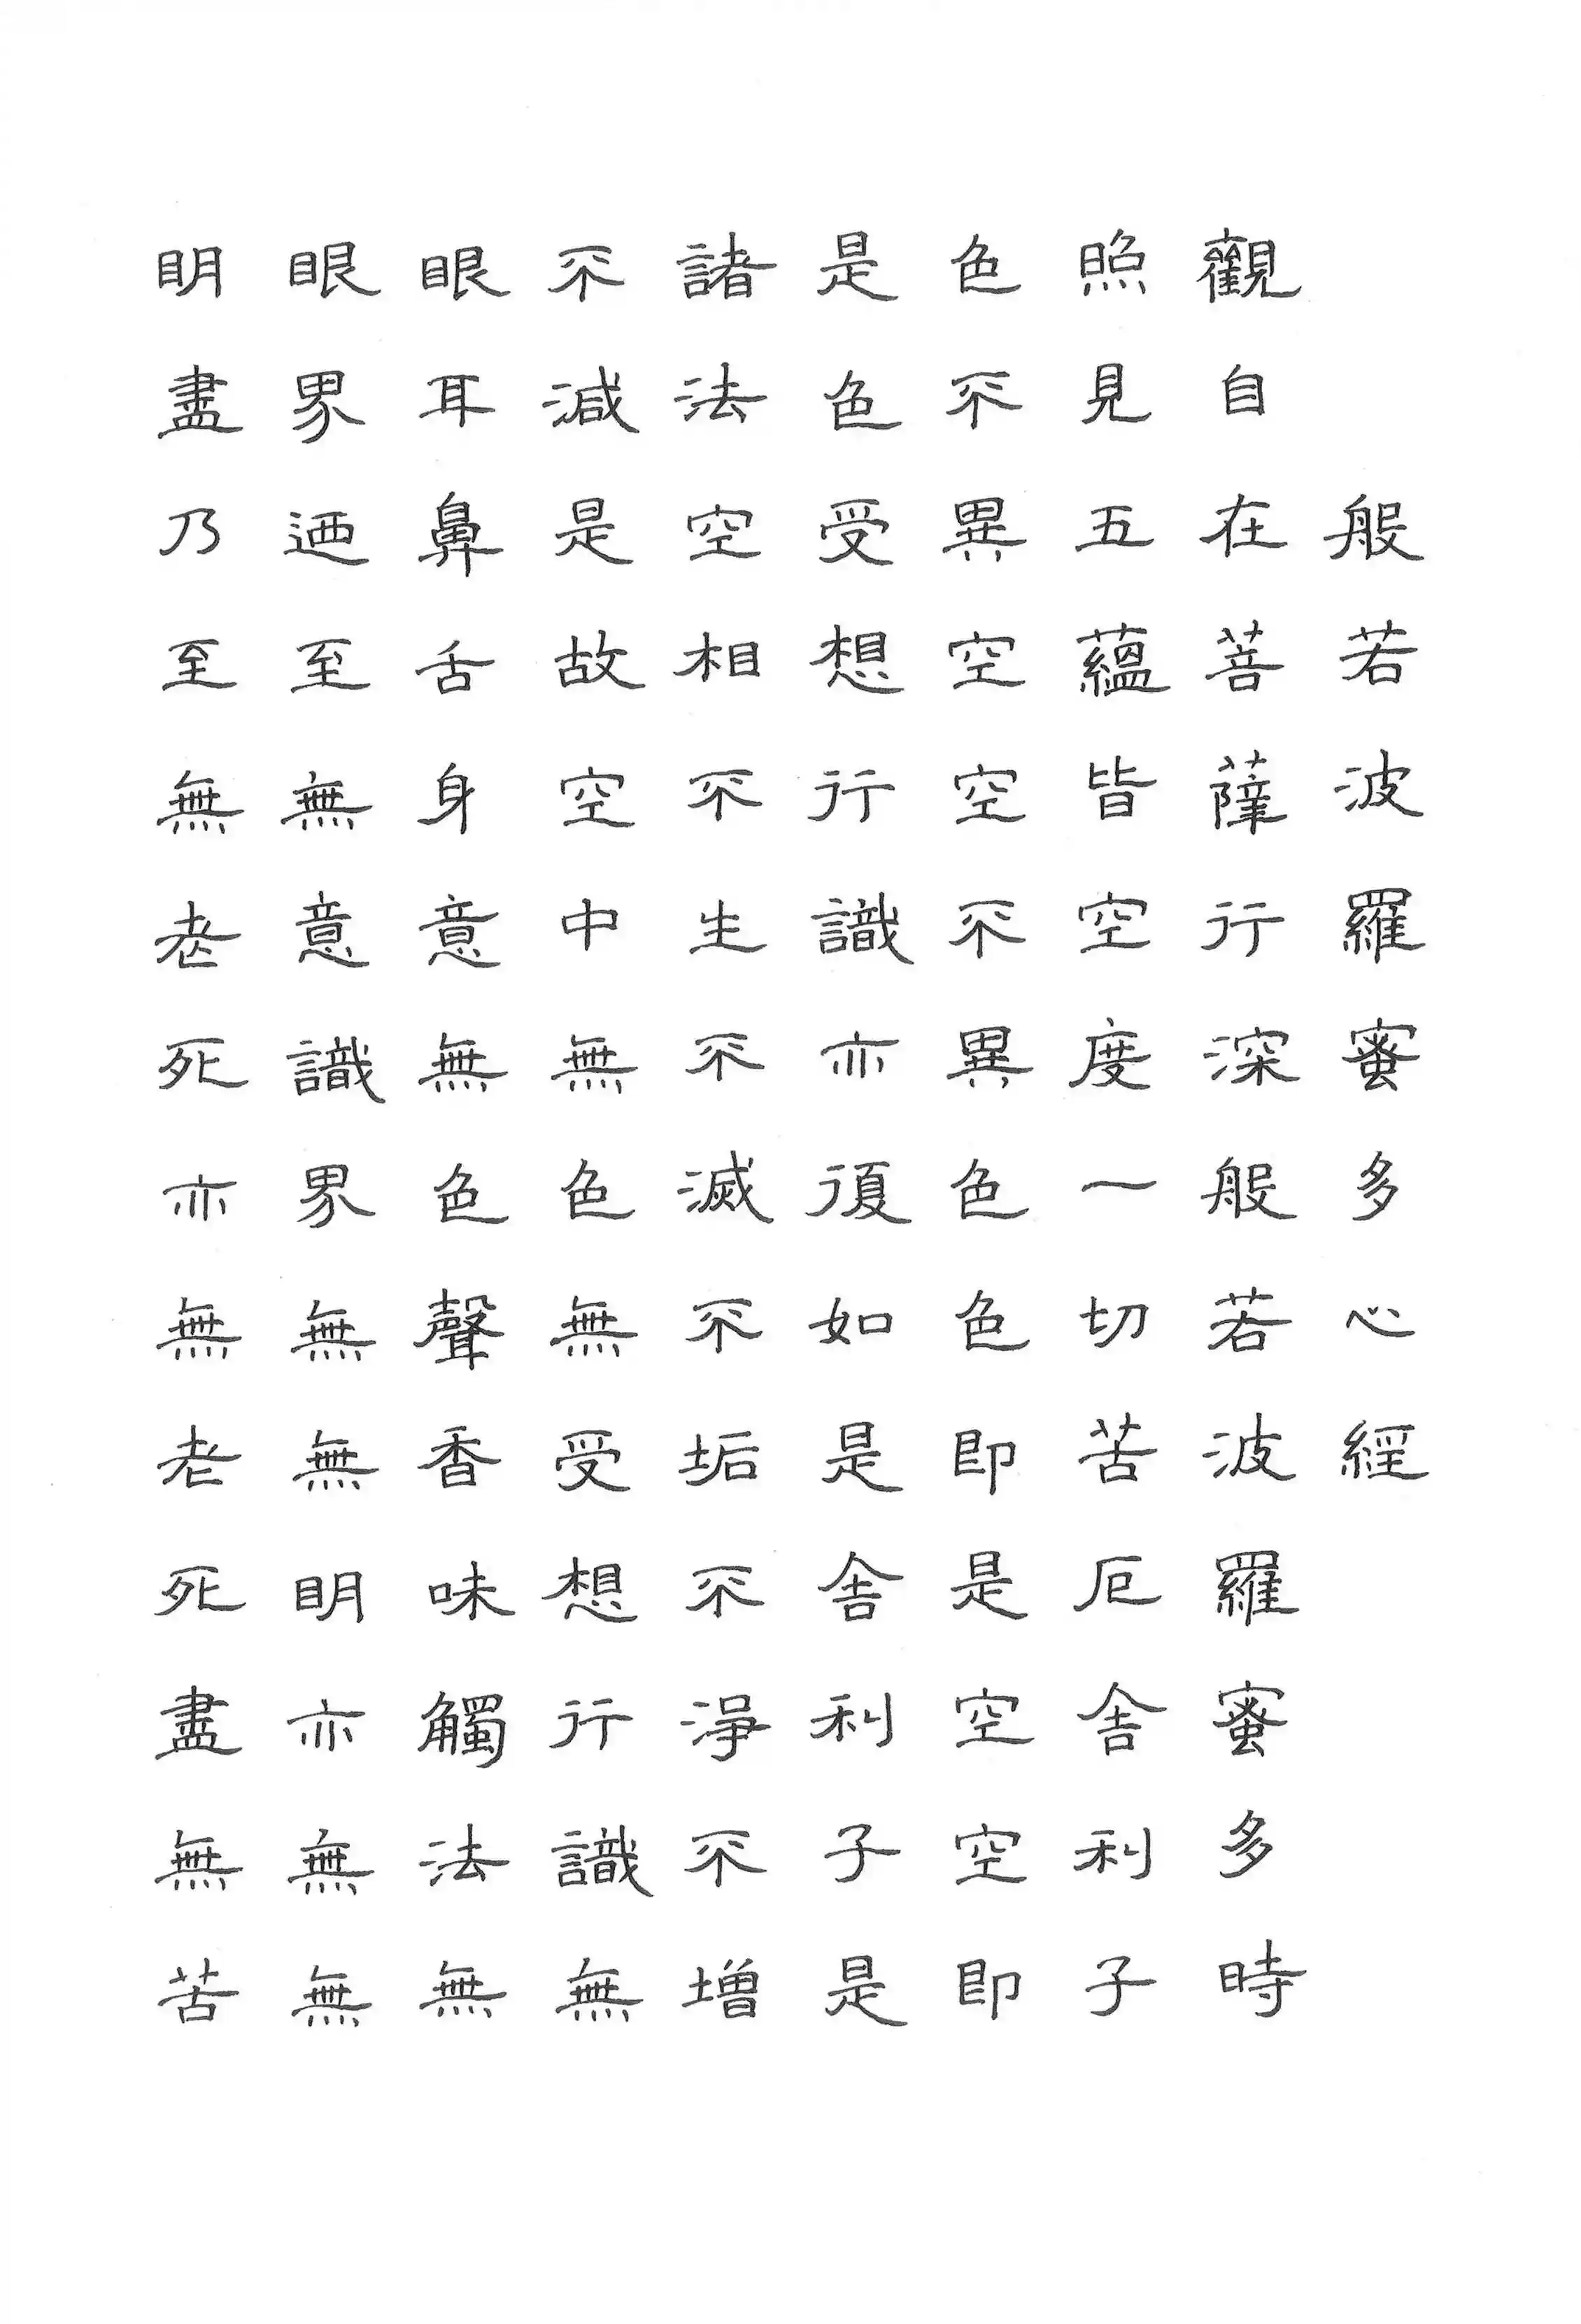 般若波羅蜜多心經
觀自在菩薩行深般若波羅蜜多時
照見五蘊皆空度一切苦厄舍利子
色不異空空不異色色即是空空即
是色受想行識亦復如是舍利子是
諸法空相不生不滅不垢不淨不增
不減是故空中無色無受想行識無
眼耳鼻舌身意無色聲香味觸法無
眼界迺至無意識界無無明亦無無
明盡乃至無老死亦無老死盡無苦